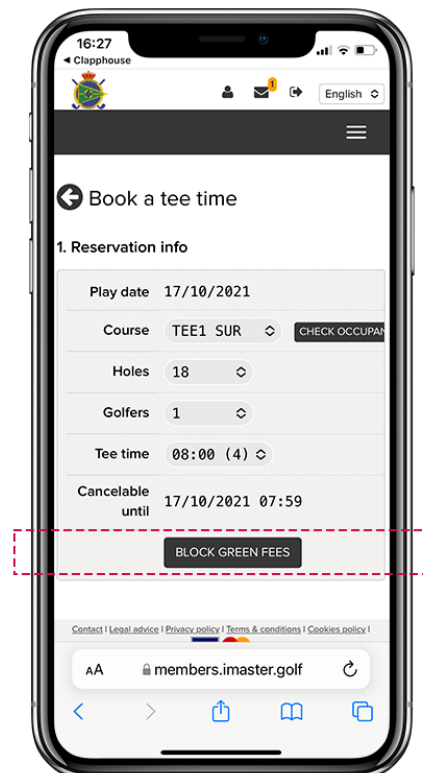 16:27
◄ Clapphouse
1
English
Book a tee time
1. Reservation info
Play date 17/10/2021
Course TEE1 SUR CHECK OCCUPAN
Holes 18
Golfers 1
Tee time 08:00 (4)
Cancelable until 17/10/2021 07:59
BLOCK GREEN FEES
Contact | Legal advice | Privacy policy | Terms & conditions | Cookies policy |
AA members.imaster.golf